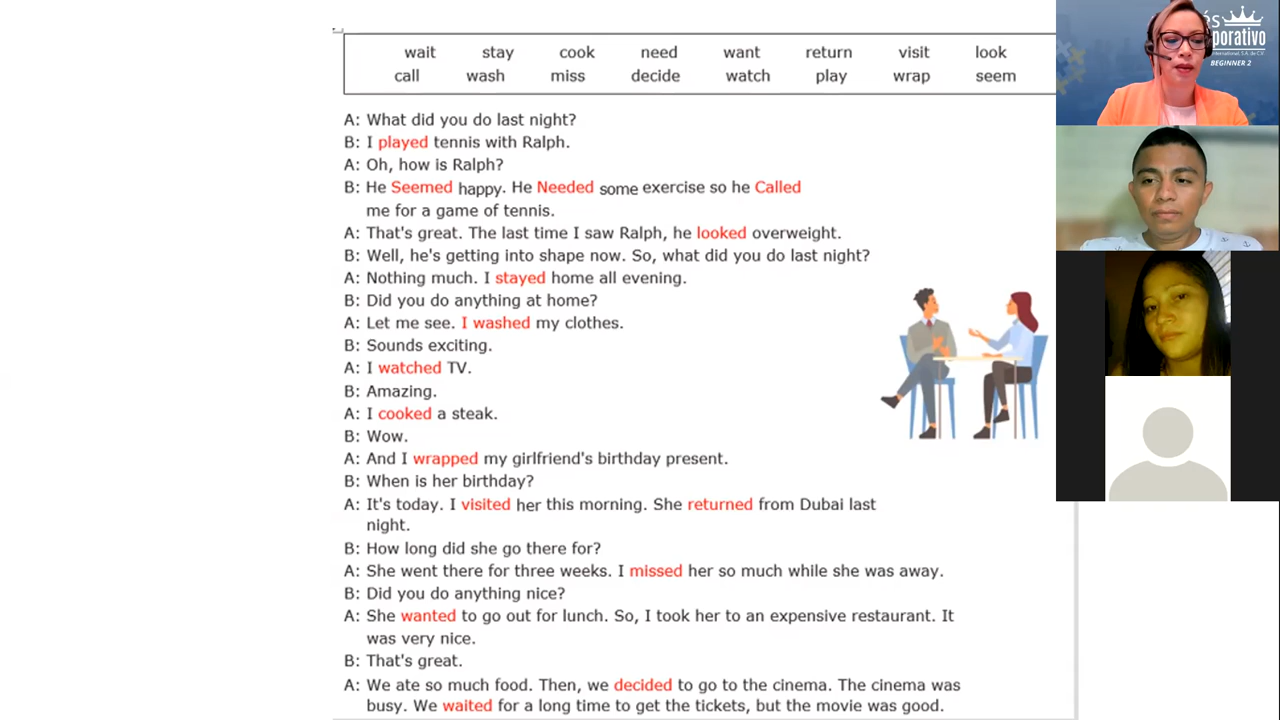 wait stay cook need want return visit look
call wash miss decide watch play wrap seem
A: What did you do last night?
B: I played tennis with Ralph.
A: Oh, how is Ralph?
B: He Seemed happy. He Needed some exercise so he Called
me for a game of tennis.
A: That's great. The last time I saw Ralph, he looked overweight.
B: Well, he's getting into shape now. So, what did you do last night?
A: Nothing much. I stayed home all evening.
B: Did you do anything at home?
A: Let me see. I washed my clothes.
B: Sounds exciting.
A: I watched TV.
B: Amazing.
A: I cooked a steak.
B: Wow.
A: And I wrapped my girlfriend's birthday present.
B: When is her birthday?
A: It's today. I visited her this morning. She returned from Dubai last
night.
B: How long did she go there for?
A: She went there for three weeks. I missed her so much while she was away.
B: Did you do anything nice?
A: She wanted to go out for lunch. So, I took her to an expensive restaurant. It
was very nice.
B: That's great.
A: We ate so much food. Then, we decided to go to the cinema. The cinema was
busy. We waited for a long time to get the tickets, but the movie was good.
BEGINNER 2